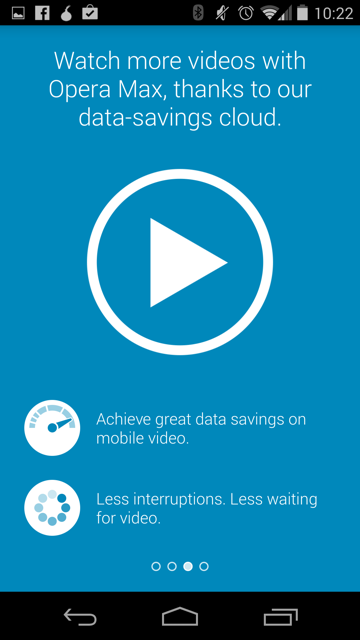 10:22
Watch more videos with
Opera Max, thanks to our
data-savings cloud.
Achieve great data savings on
mobile video.
Less interruptions. Less waiting
for video.